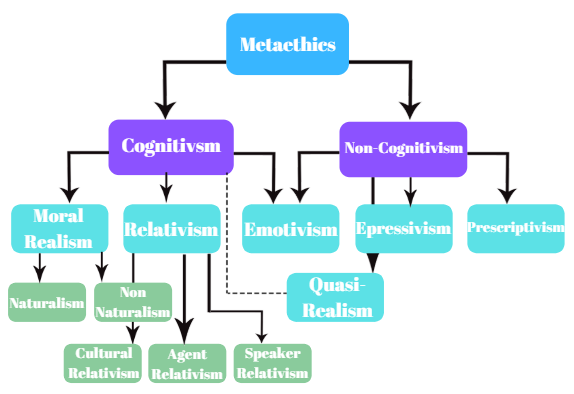 Metaethics
Cognitivsm
Non-Cognitivism
Moral
Realism
Relativism
Emotivism
Epressivism
Prescriptivism
Naturalism
Non
Naturalism
Quasi-
Realism
Cultural
Relativism
Agent
Relativism
Speaker
Relativism